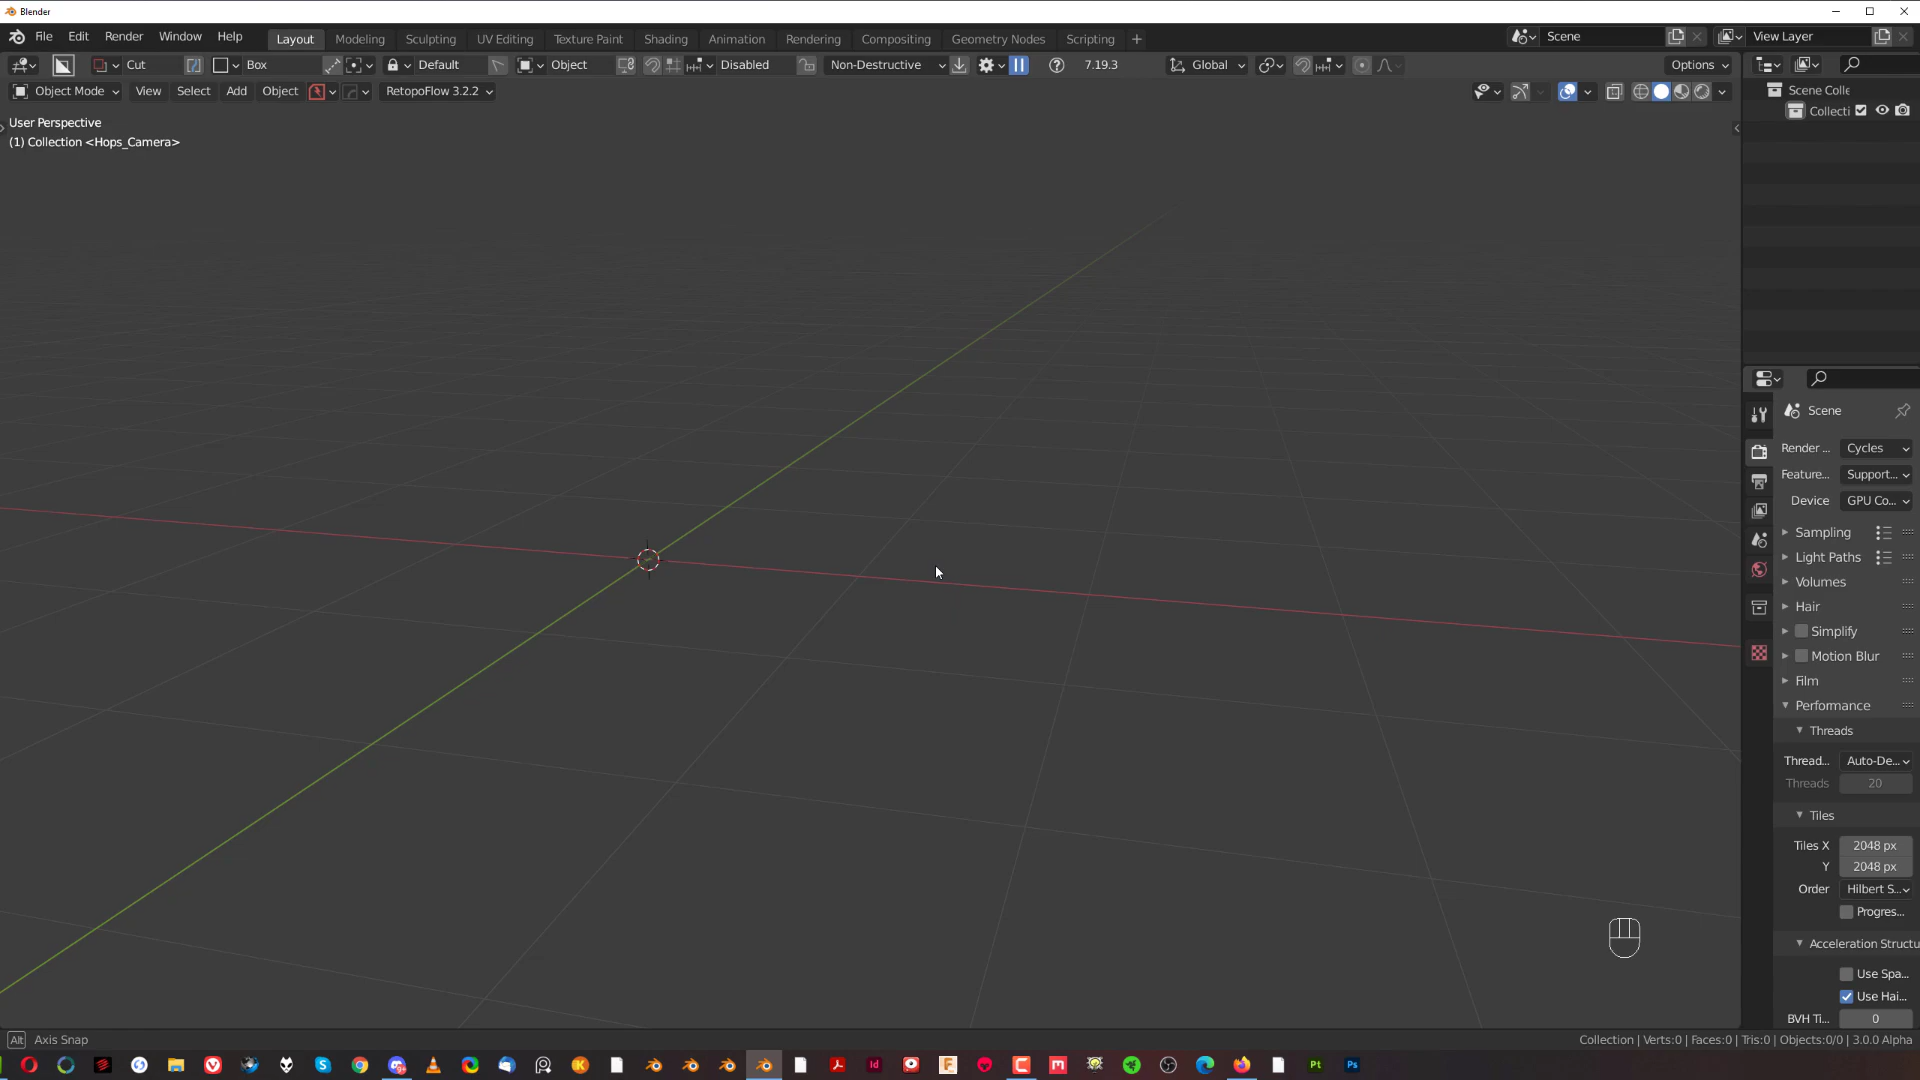 Blender
File Edit Render Window Help Layout Modeling Sculpting UV Editing Texture Paint Shading Animation Rendering Compositing Geometry Nodes Scripting + Scene View Layer
Cut Box Default Object Disabled Non-Destructive 7.19.3 Global Options
Object Mode View Select Add Object RetopoFlow 3.2.2
Scene Colle
Collecti
User Perspective
(1) Collection <Hops_Camera>
Scene
Render ... Cycles
Feature... Support...
Device GPU Co...
Sampling
Light Paths
Volumes
Hair
Simplify
Motion Blur
Film
Performance
Threads
Thread... Auto-De...
Threads 20
Tiles
Tiles X 2048 px
Y 2048 px
Order Hilbert S...
Progres...
Acceleration Structu
Use Spa...
Use Hai...
BVH Ti... 0
Alt Axis Snap
Collection | Verts:0 | Faces:0 | Tris:0 | Objects:0/0 | 3.0.0 Alpha
Id F K M Pt Ps